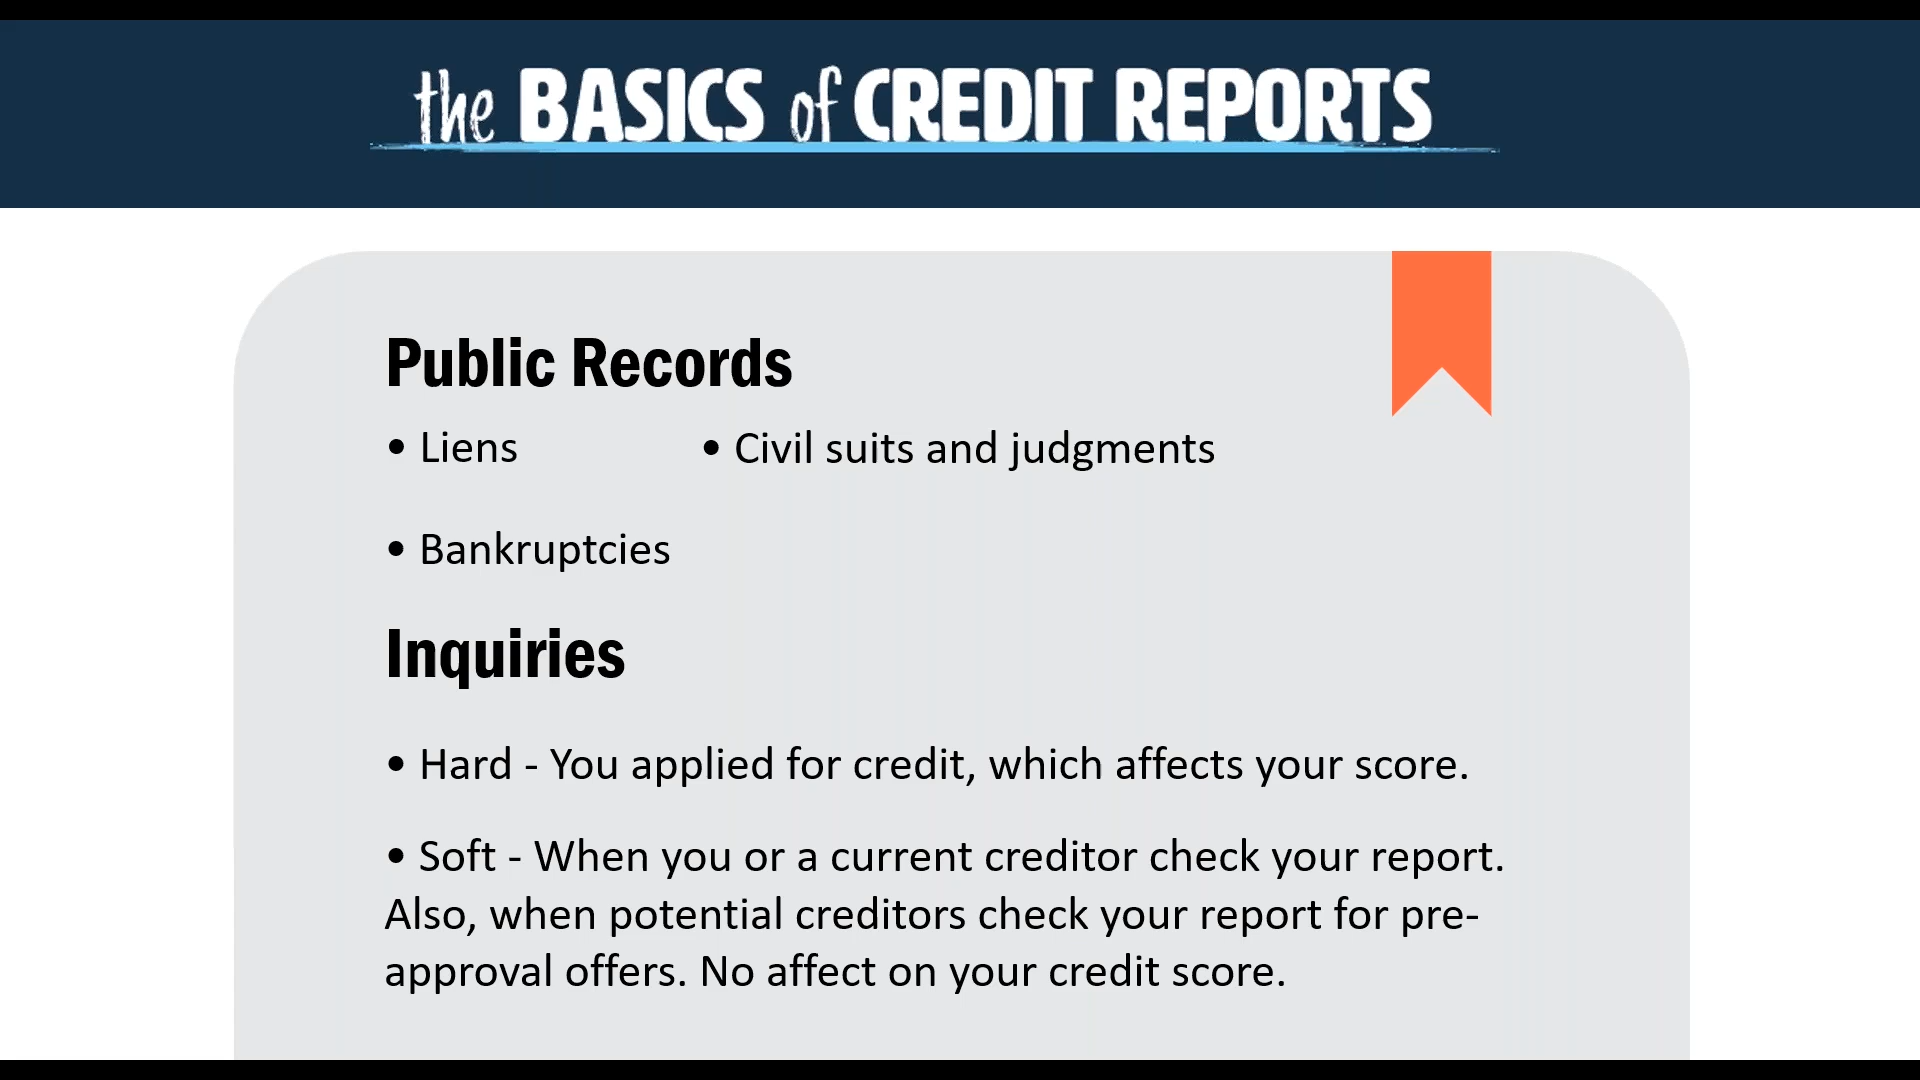 the BASICS of CREDIT REPORTS
Public Records
• Liens • Civil suits and judgments
• Bankruptcies
Inquiries
• Hard - You applied for credit, which affects your score.
• Soft - When you or a current creditor check your report.
Also, when potential creditors check your report for pre-
approval offers. No affect on your credit score.